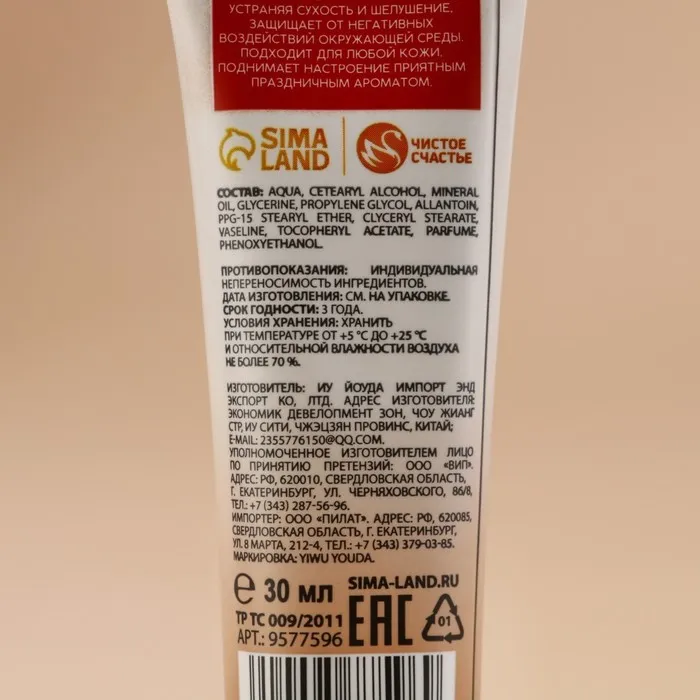 УСТРАНЯЯ СУХОСТЬ И ШЕЛУШЕНИЕ,
ЗАЩИЩАЕТ ОТ НЕГАТИВНЫХ
ВОЗДЕЙСТВИЙ ОКРУЖАЮЩЕЙ СРЕДЫ.
ПОДХОДИТ ДЛЯ ЛЮБОЙ КОЖИ.
ПОДНИМАЕТ НАСТРОЕНИЕ ПРИЯТНЫМ
ПРАЗДНИЧНЫМ АРОМАТОМ.
SIMA
LAND
ЧИСТОЕ
СЧАСТЬЕ
СОСТАВ: AQUA, CETEARYL ALCOHOL, MINERAL
OIL, GLYCERINE, PROPYLENE GLYCOL, ALLANTOIN,
PPG-15 STEARYL ETHER, CLYCERYL STEARATE,
VASELINE, TOCOPHERYL ACETATE, PARFUME,
PHENOXYETHANOL.
ПРОТИВОПОКАЗАНИЯ: ИНДИВИДУАЛЬНАЯ
НЕПЕРЕНОСИМОСТЬ ИНГРЕДИЕНТОВ.
ДАТА ИЗГОТОВЛЕНИЯ: СМ. НА УПАКОВКЕ.
СРОК ГОДНОСТИ: 3 ГОДА.
УСЛОВИЯ ХРАНЕНИЯ: ХРАНИТЬ
ПРИ ТЕМПЕРАТУРЕ ОТ +5 °C ДО +25 °C
И ОТНОСИТЕЛЬНОЙ ВЛАЖНОСТИ ВОЗДУХА
НЕ БОЛЕЕ 70 %.
ИЗГОТОВИТЕЛЬ: ИУ ЙОУДА ИМПОРТ ЭНД
ЭКСПОРТ КО, ЛТД. АДРЕС ИЗГОТОВИТЕЛЯ:
ЭКОНОМИК ДЕВЕЛОПМЕНТ ЗОН, ЧОУ ЖИАНГ
СТР, ИУ СИТИ, ЧЖЭЦЗЯН ПРОВИНС, КИТАЙ;
E-MAIL: 2355776150@QQ.COM.
УПОЛНОМОЧЕННОЕ ИЗГОТОВИТЕЛЕМ ЛИЦО
ПО ПРИНЯТИЮ ПРЕТЕНЗИЙ: ООО «ВИП».
АДРЕС: РФ, 620010, СВЕРДЛОВСКАЯ ОБЛАСТЬ,
Г. ЕКАТЕРИНБУРГ, УЛ. ЧЕРНЯХОВСКОГО, 86/8,
ТЕЛ.: +7 (343) 287-56-96.
ИМПОРТЕР: ООО «ПИЛАТ». АДРЕС: РФ, 620085,
СВЕРДЛОВСКАЯ ОБЛАСТЬ, Г. ЕКАТЕРИНБУРГ,
УЛ. 8 МАРТА, 212-4, ТЕЛ.: +7 (343) 379-03-85.
МАРКИРОВКА: YIWU YOUDA.
℮ 30 МЛ SIMA-LAND.RU
ТР ТС 009/2011
АРТ.: 9577596
EAC
01